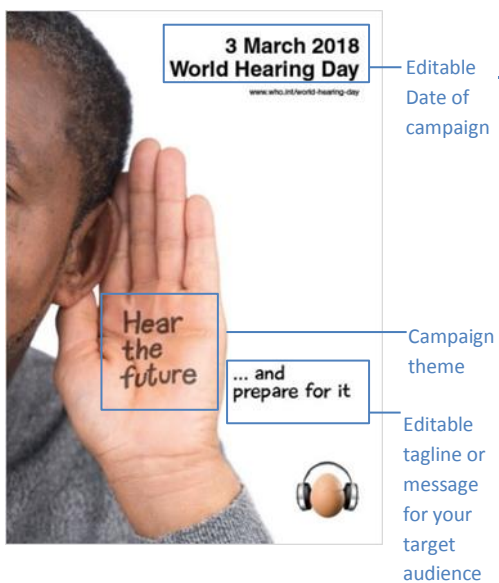 3 March 2018
World Hearing Day
www.who.int/world-hearing-day
Editable
Date of
campaign
Hear
the
future
Campaign
theme
... and
prepare for it
Editable
tagline or
message
for your
target
audience